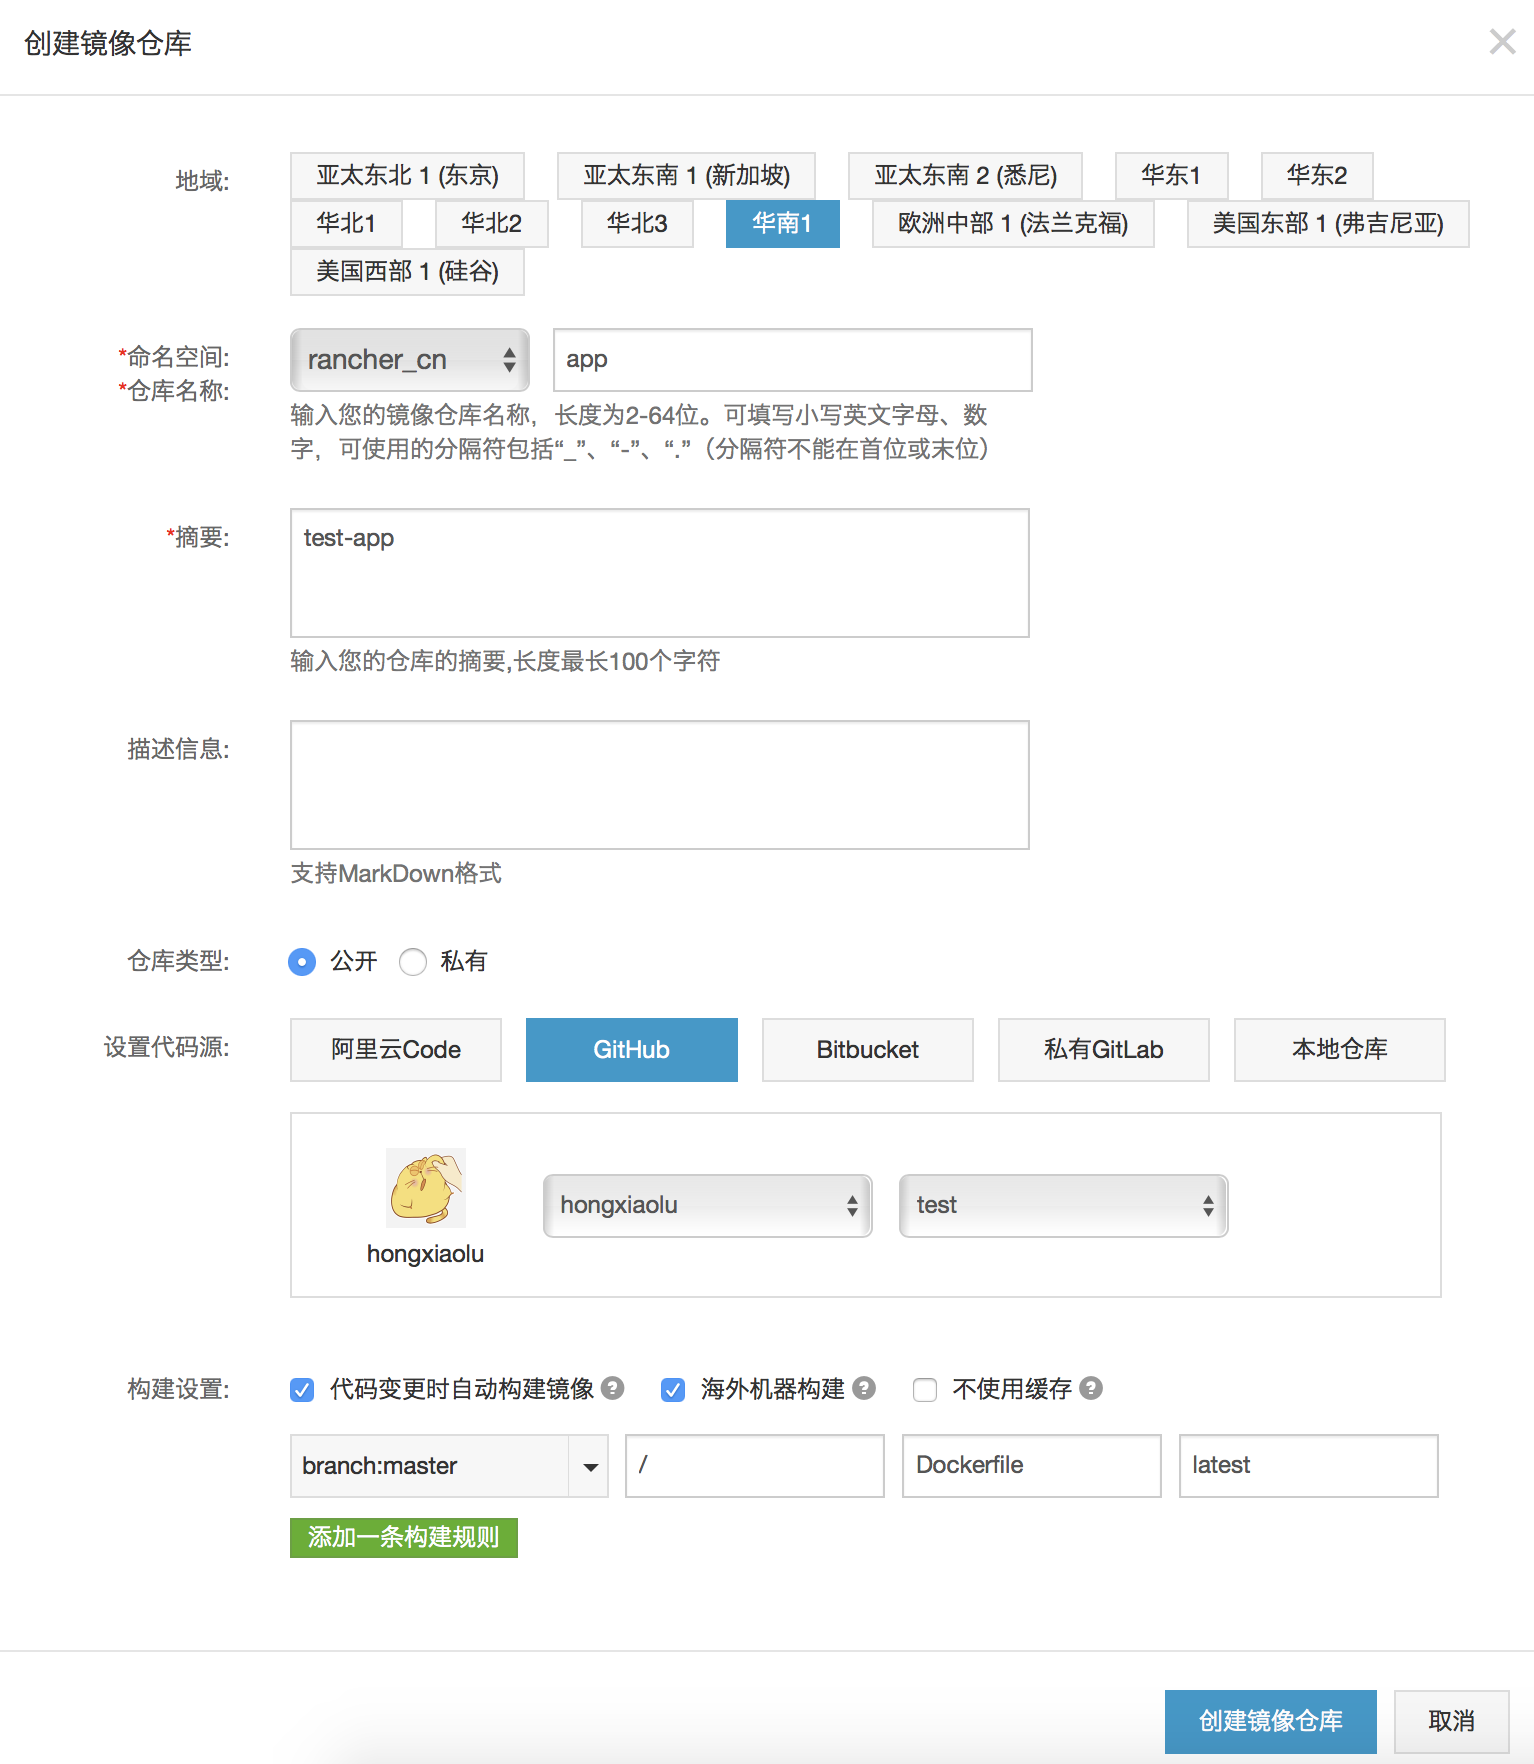 创建镜像仓库
地域:
亚太东北 1 (东京) 亚太东南 1 (新加坡) 亚太东南 2 (悉尼) 华东1 华东2
华北1 华北2 华北3 华南1 欧洲中部 1 (法兰克福) 美国东部 1 (弗吉尼亚)
美国西部 1 (硅谷)
*命名空间:
*仓库名称:
rancher_cn app
输入您的镜像仓库名称，长度为2-64位。可填写小写英文字母、数
字，可使用的分隔符包括“_”、“-”、“.”（分隔符不能在首位或末位）
*摘要:
test-app
输入您的仓库的摘要,长度最长100个字符
描述信息:
支持MarkDown格式
仓库类型: 公开 私有
设置代码源: 阿里云Code GitHub Bitbucket 私有GitLab 本地仓库
hongxiaolu test
hongxiaolu
构建设置: 代码变更时自动构建镜像 ? 海外机器构建 ? 不使用缓存 ?
branch:master / Dockerfile latest
添加一条构建规则
创建镜像仓库 取消